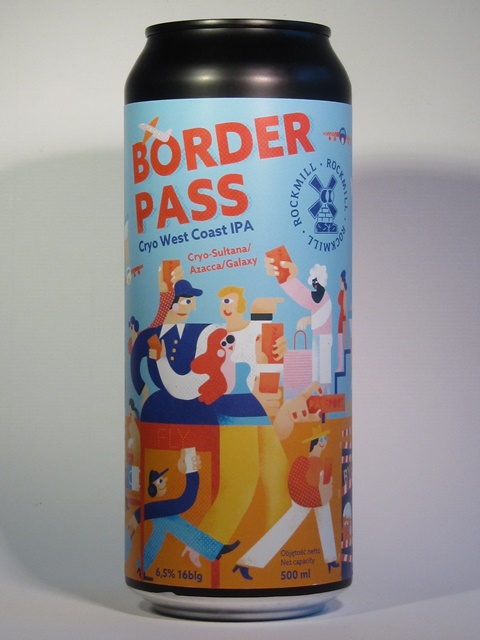 BORDER
PASS
Cryo West Coast IPA
Cryo-Sultana/
Azacca/Galaxy
ROCKMILL · ROCKMILL · ROCKMILL ·
FLY
6,5% 16blg
Objętość netto
Net capacity
500 ml